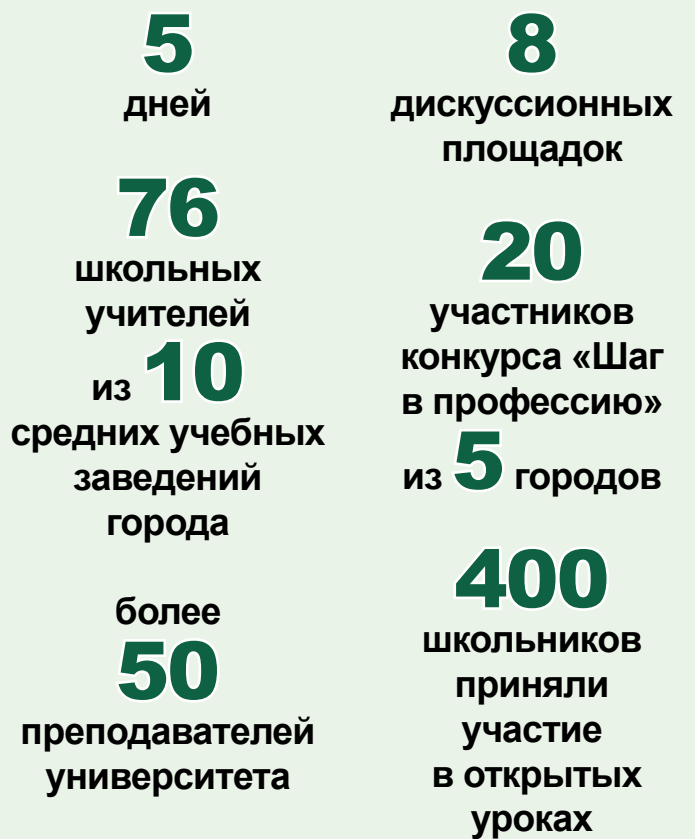 5
дней
76
школьных
учителей
из 10
средних учебных
заведений
города
более
50
преподавателей
университета
8
дискуссионных
площадок
20
участников
конкурса «Шаг
в профессию»
из 5 городов
400
школьников
приняли
участие
в открытых
уроках